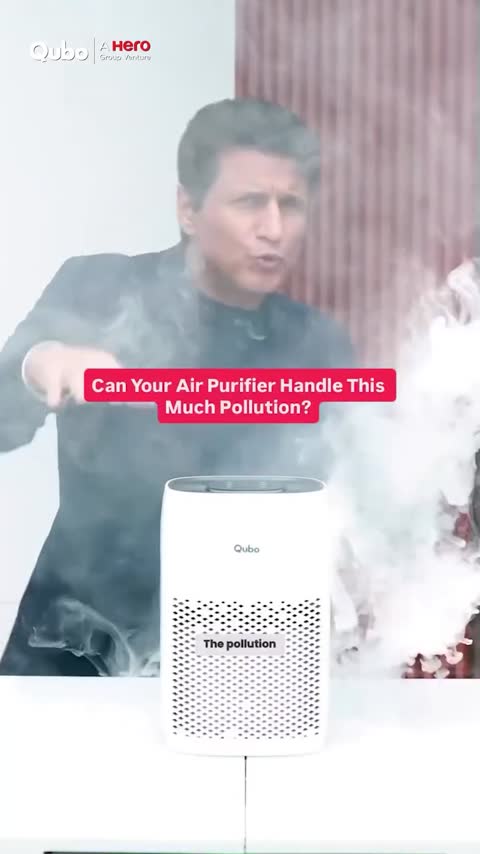 Qubo
A HERO
Group Venture
Can Your Air Purifier Handle This
Much Pollution?
Qubo
The pollution